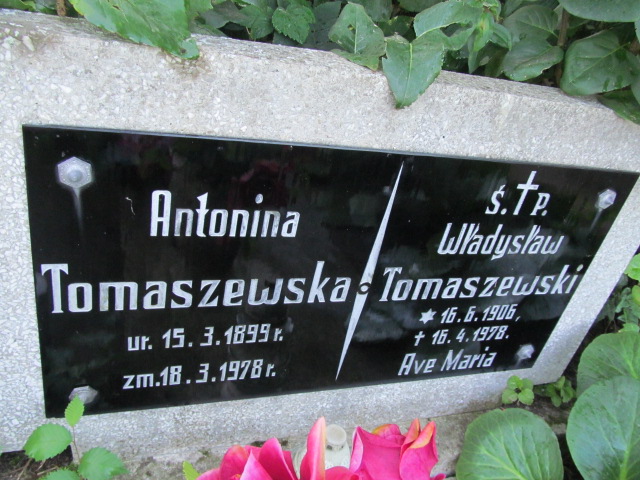 Antonina
Tomaszewska
ur. 15. 3. 1899 r.
zm. 18. 3. 1978 r.
Ś. † P.
Władysław
Tomaszewski
* 16. 6. 1906,
† 16. 4. 1978.
Ave Maria